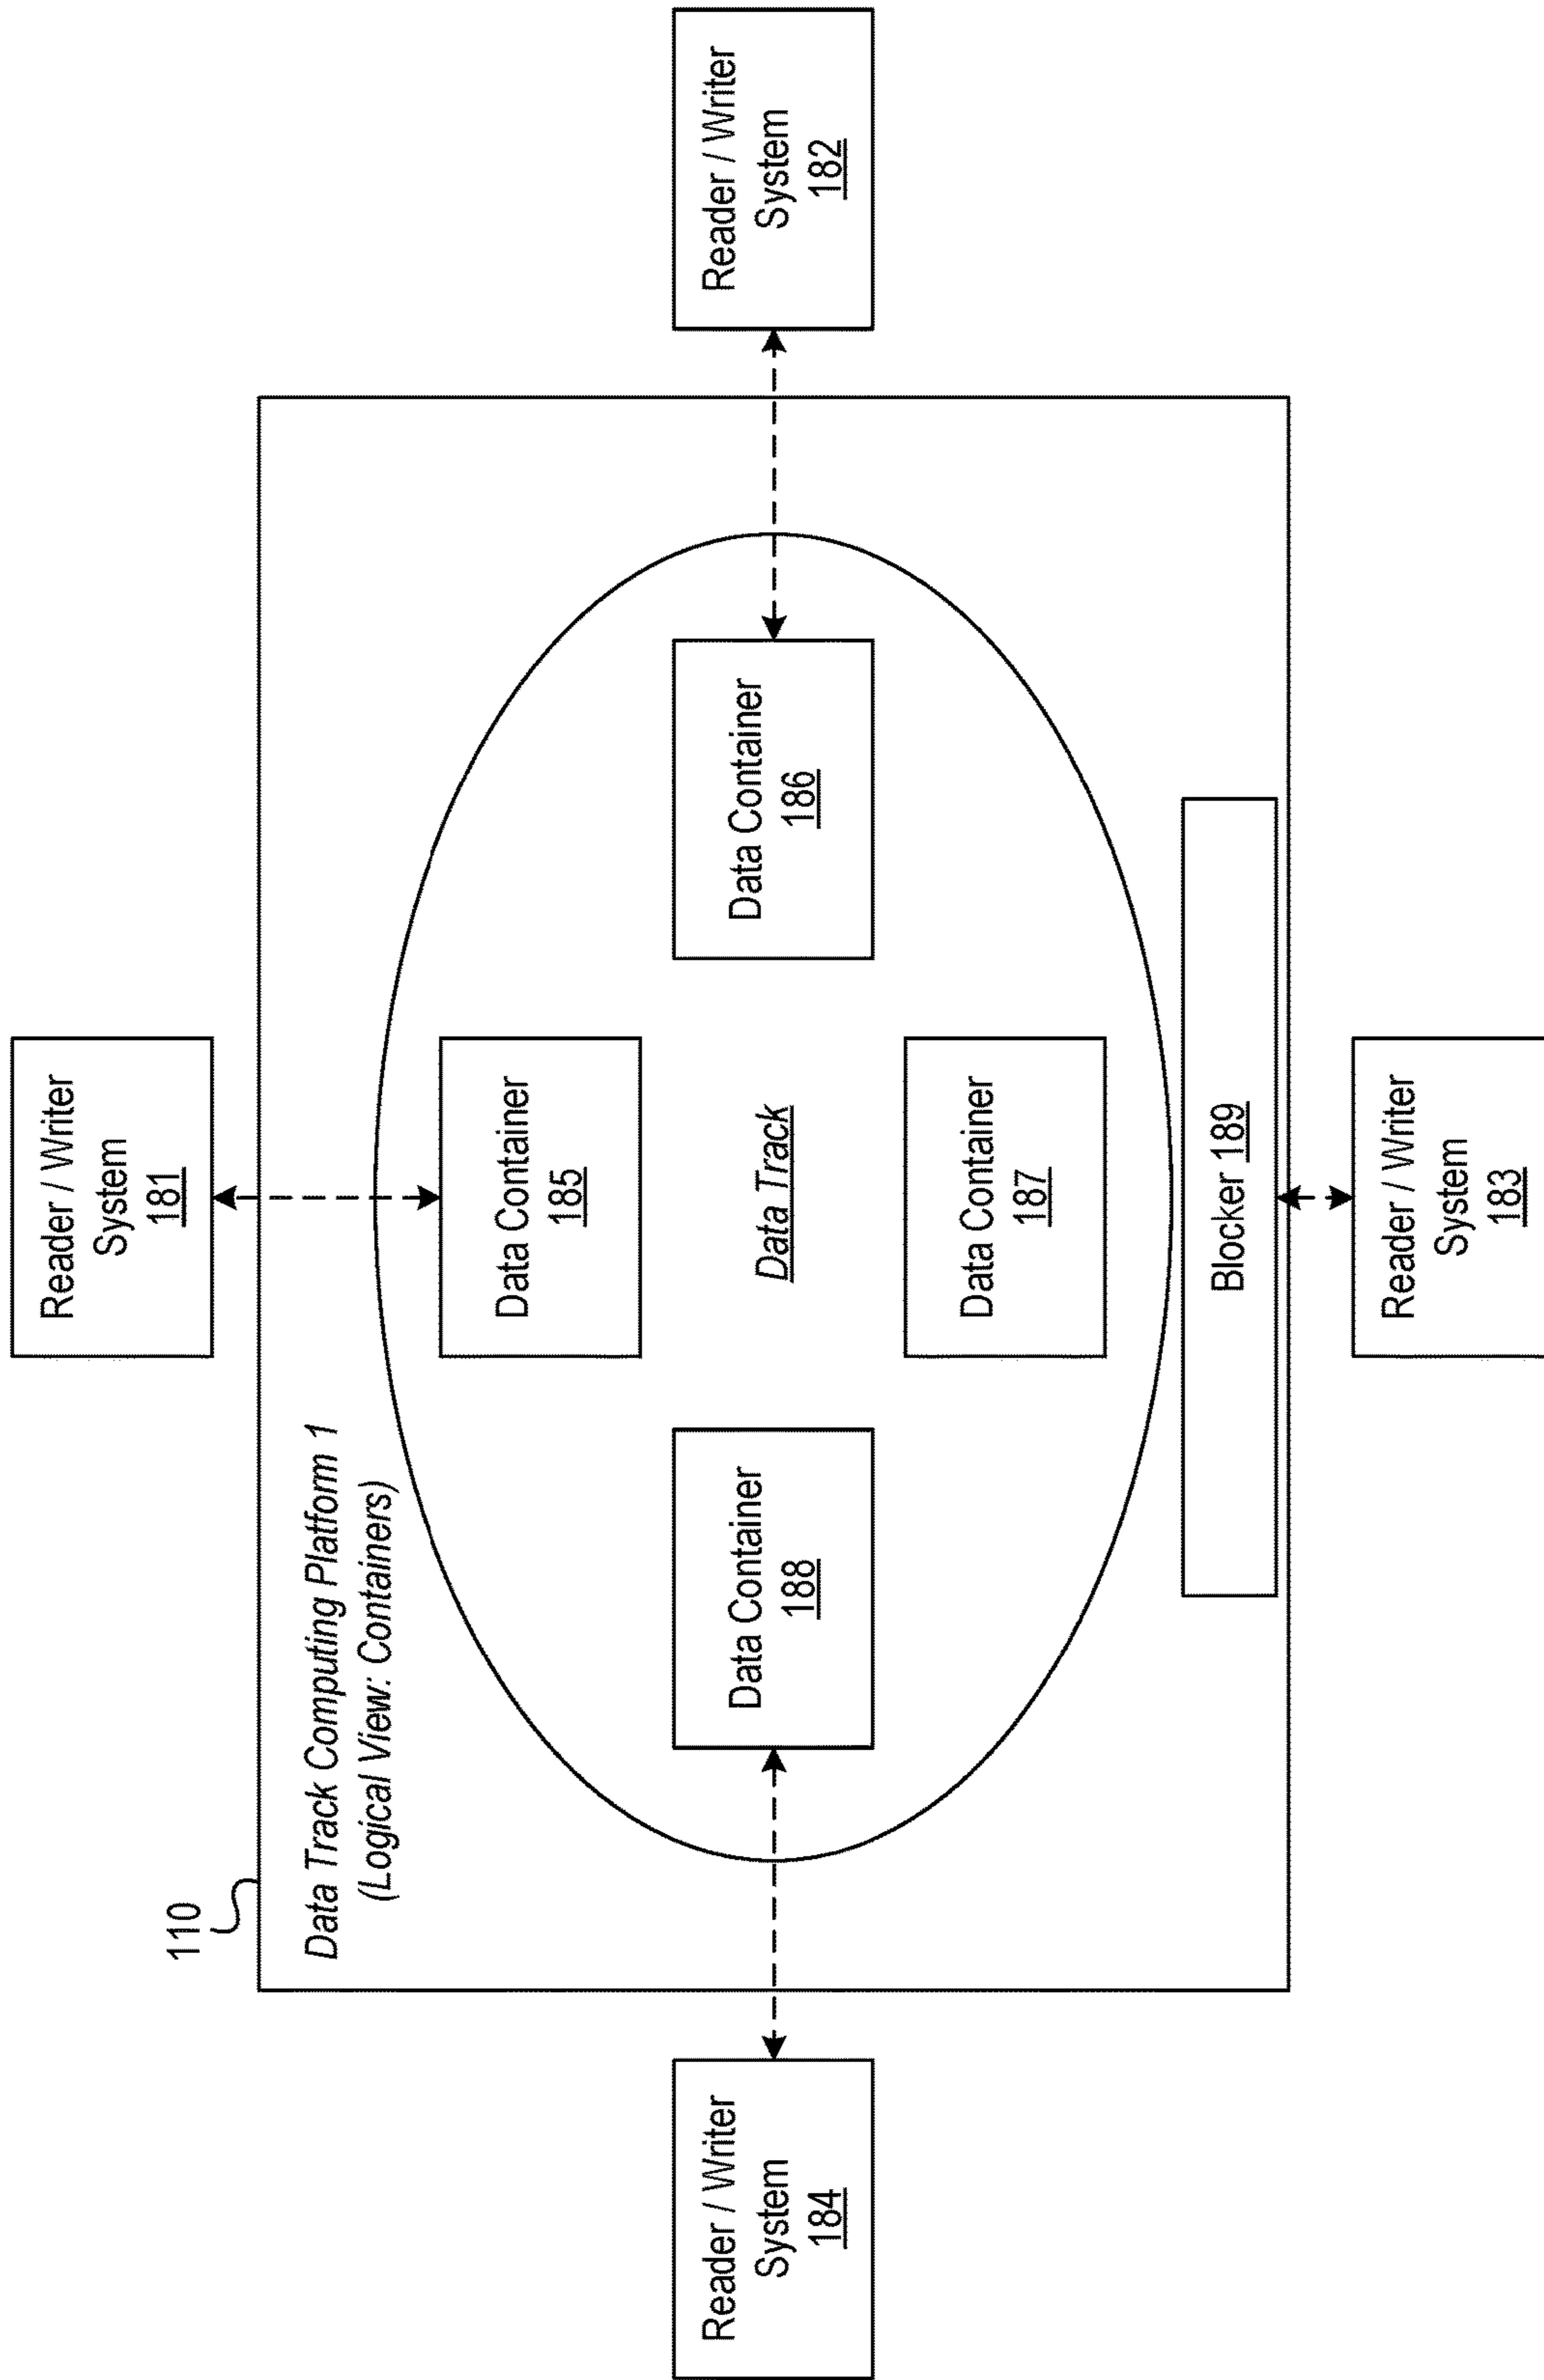 110
Data Track Computing Platform 1
(Logical View: Containers)
Reader / Writer
System
181
Data Container
185
Reader / Writer
System
184
Data Container
188
Data Track
Data Container
186
Reader / Writer
System
182
Data Container
187
Blocker 189
Reader / Writer
System
183